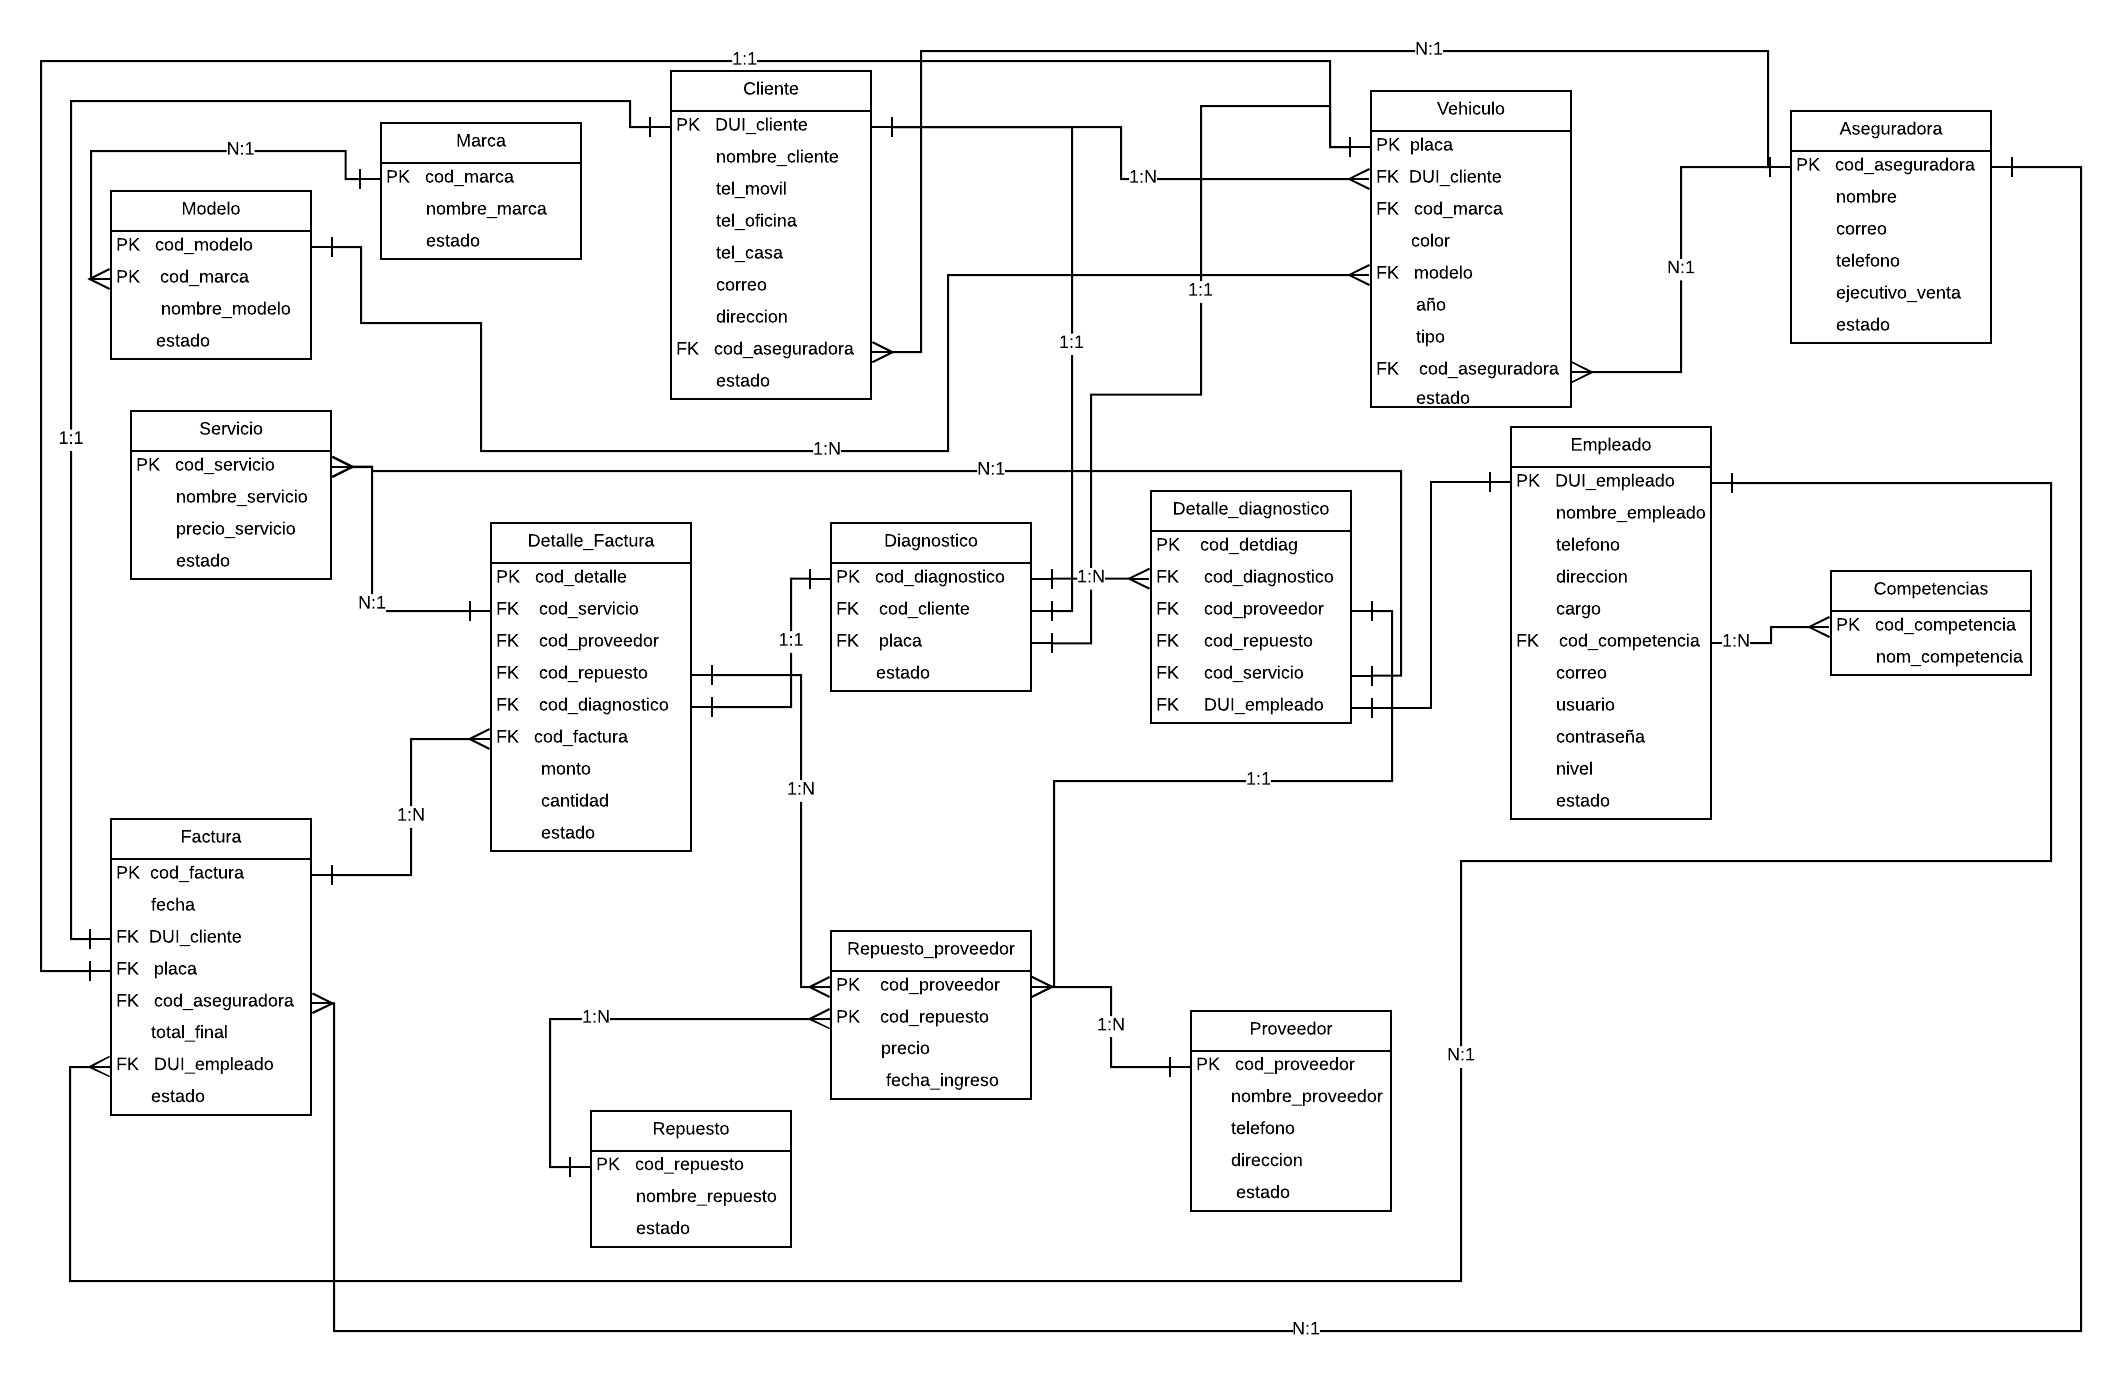 N:1
1:1
Cliente
PK DUI_cliente
nombre_cliente
tel_movil
tel_oficina
tel_casa
correo
direccion
FK cod_aseguradora
estado
Vehiculo
PK placa
FK DUI_cliente
FK cod_marca
color
FK modelo
año
tipo
FK cod_aseguradora
estado
Aseguradora
PK cod_aseguradora
nombre
correo
telefono
ejecutivo_venta
estado
Marca
PK cod_marca
nombre_marca
estado
N:1
Modelo
PK cod_modelo
PK cod_marca
nombre_modelo
estado
1:N
N:1
1:1
1:1
1:1
1:N
Servicio
PK cod_servicio
nombre_servicio
precio_servicio
estado
N:1
N:1
Detalle_Factura
PK cod_detalle
FK cod_servicio
FK cod_proveedor
FK cod_repuesto
FK cod_diagnostico
FK cod_factura
monto
cantidad
estado
1:1
Diagnostico
PK cod_diagnostico
FK cod_cliente
FK placa
estado
1:N
Detalle_diagnostico
PK cod_detdiag
FK cod_diagnostico
FK cod_proveedor
FK cod_repuesto
FK cod_servicio
FK DUI_empleado
Empleado
PK DUI_empleado
nombre_empleado
telefono
direccion
cargo
FK cod_competencia
correo
usuario
contraseña
nivel
estado
1:N
Competencias
PK cod_competencia
nom_competencia
1:1
1:N
1:N
Factura
PK cod_factura
fecha
FK DUI_cliente
FK placa
FK cod_aseguradora
total_final
FK DUI_empleado
estado
Repuesto_proveedor
PK cod_proveedor
PK cod_repuesto
precio
fecha_ingreso
1:N
1:N
N:1
Proveedor
PK cod_proveedor
nombre_proveedor
telefono
direccion
estado
Repuesto
PK cod_repuesto
nombre_repuesto
estado
N:1